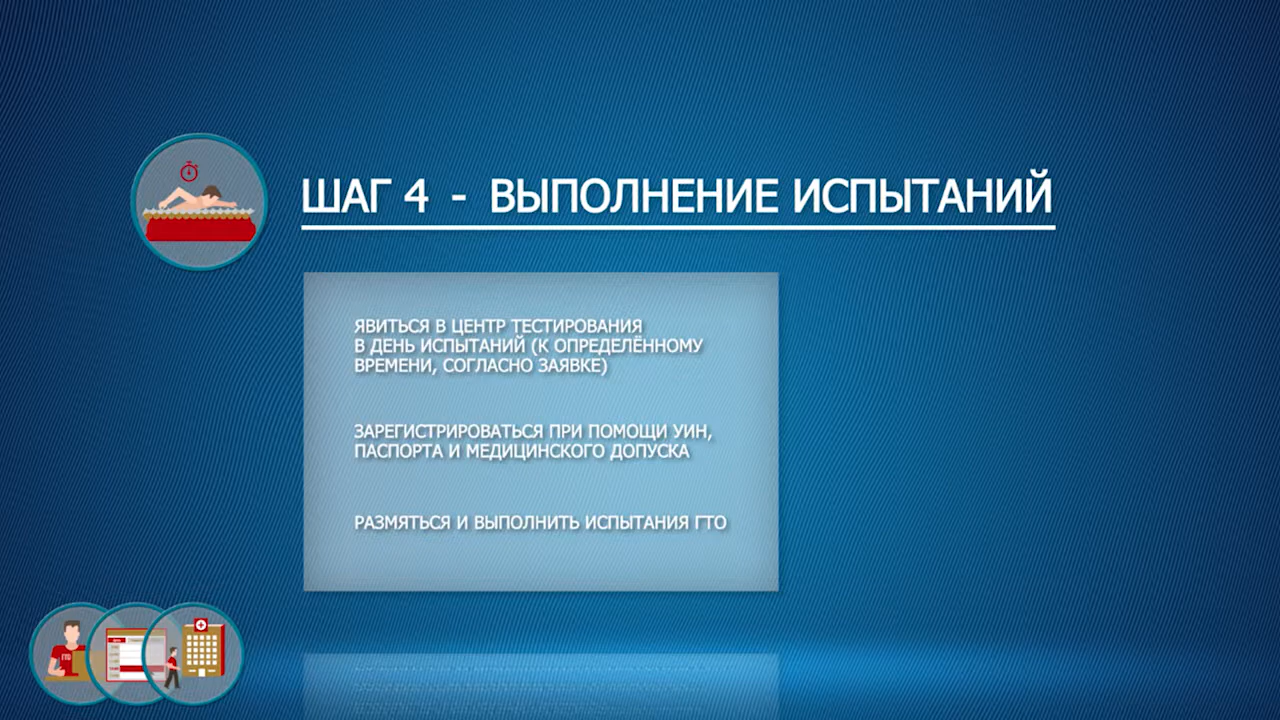 ШАГ 4 - ВЫПОЛНЕНИЕ ИСПЫТАНИЙ
ЯВИТЬСЯ В ЦЕНТР ТЕСТИРОВАНИЯ
В ДЕНЬ ИСПЫТАНИЙ (К ОПРЕДЕЛЁННОМУ
ВРЕМЕНИ, СОГЛАСНО ЗАЯВКЕ)
ЗАРЕГИСТРИРОВАТЬСЯ ПРИ ПОМОЩИ УИН,
ПАСПОРТА И МЕДИЦИНСКОГО ДОПУСКА
РАЗМЯТЬСЯ И ВЫПОЛНИТЬ ИСПЫТАНИЯ ГТО
ГТО